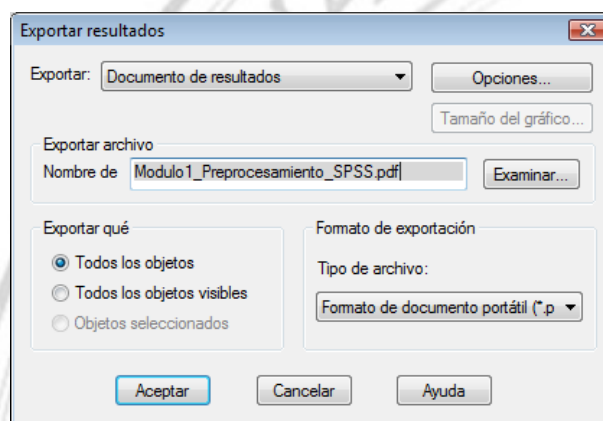 Exportar resultados
Exportar: Documento de resultados Opciones...
Tamaño del gráfico...
Exportar archivo
Nombre de Modulo1_Preprocesamiento_SPSS.pdf Examinar...
Exportar qué
Todos los objetos
Todos los objetos visibles
Objetos seleccionados
Formato de exportación
Tipo de archivo:
Formato de documento portátil (*.p
Aceptar Cancelar Ayuda